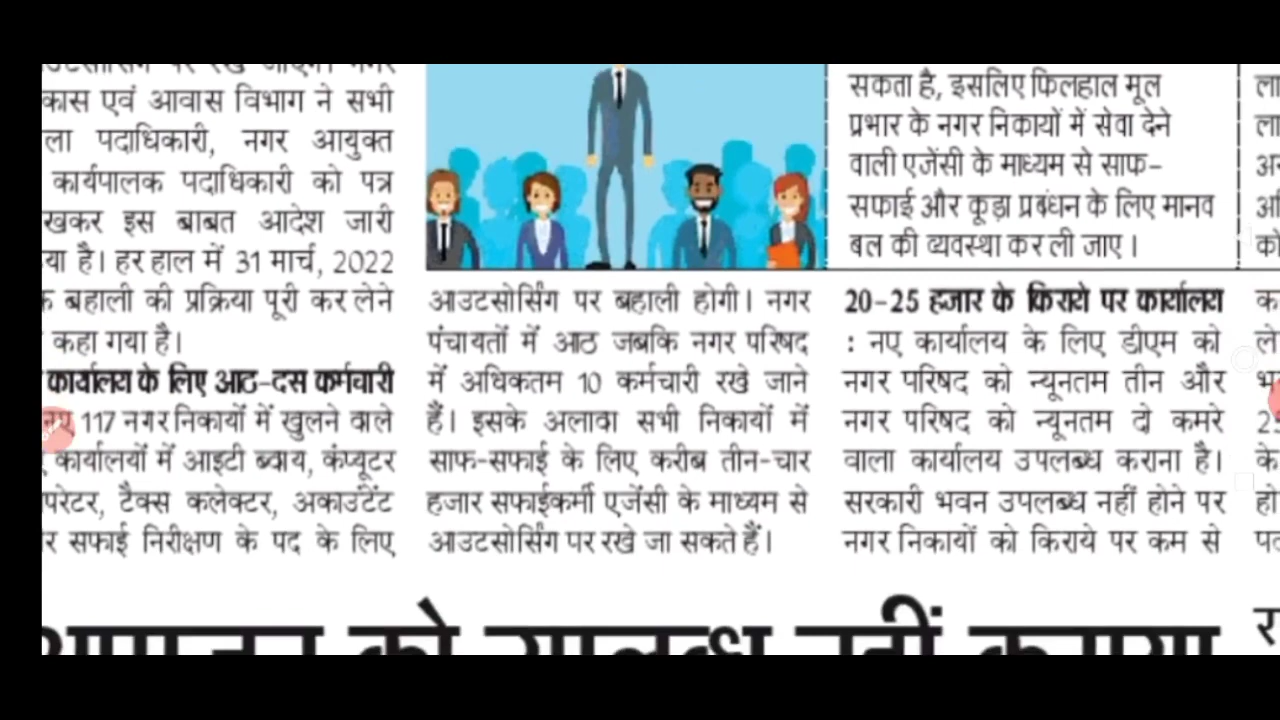 कास एवं आवास विभाग ने सभी
ला पदाधिकारी, नगर आयुक्त
कार्यपालक पदाधिकारी को पत्र
खकर इस बाबत आदेश जारी
या है। हर हाल में 31 मार्च, 2022
क बहाली की प्रक्रिया पूरी कर लेने
कहा गया है।
कार्यालय के लिए आठ-दस कर्मचारी
नए 117 नगर निकायों में खुलने वाले
कार्यालयों में आइटी ब्वाय, कंप्यूटर
परेटर, टैक्स कलेक्टर, अकाउंटेंट
र सफाई निरीक्षण के पद के लिए
आउटसोर्सिंग पर बहाली होगी। नगर
पंचायतों में आठ जबकि नगर परिषद
में अधिकतम 10 कर्मचारी रखे जाने
हैं। इसके अलावा सभी निकायों में
साफ-सफाई के लिए करीब तीन-चार
हजार सफाईकर्मी एजेंसी के माध्यम से
आउटसोर्सिंग पर रखे जा सकते हैं।
सकता है, इसलिए फिलहाल मूल
प्रभार के नगर निकायों में सेवा देने
वाली एजेंसी के माध्यम से साफ-
सफाई और कूड़ा प्रबंधन के लिए मानव
बल की व्यवस्था कर ली जाए।
20-25 हजार के किराये पर कार्यालय
: नए कार्यालय के लिए डीएम को
नगर परिषद को न्यूनतम तीन और
नगर परिषद को न्यूनतम दो कमरे
वाला कार्यालय उपलब्ध कराना है।
सरकारी भवन उपलब्ध नहीं होने पर
नगर निकायों को किराये पर कम से